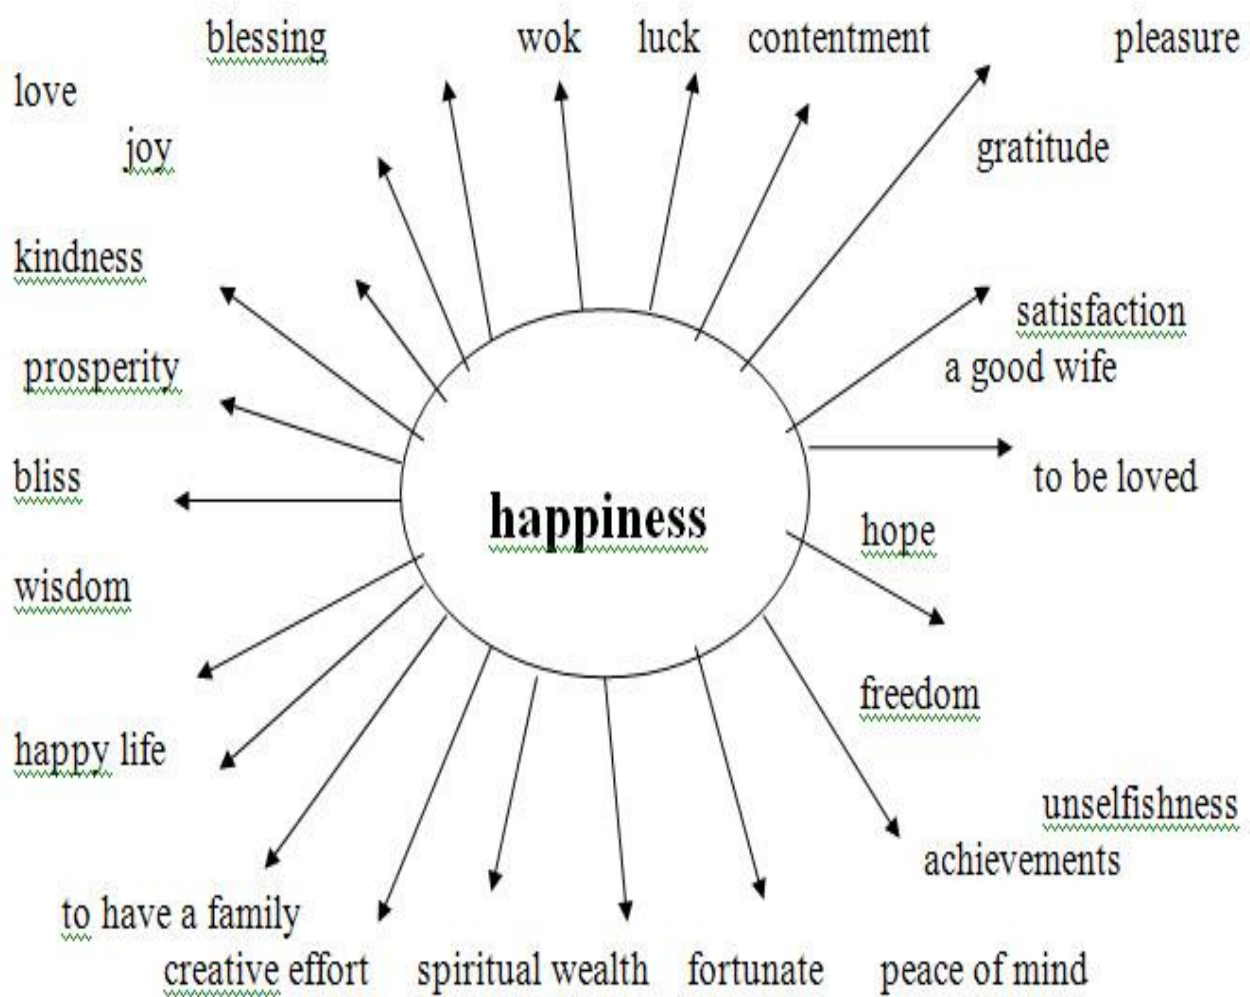 blessing wok luck contentment pleasure
love
joy gratitude
kindness
satisfaction
prosperity a good wife
bliss to be loved
happiness hope
wisdom
freedom
happy life
unselfishness
achievements
to have a family
creative effort spiritual wealth fortunate peace of mind